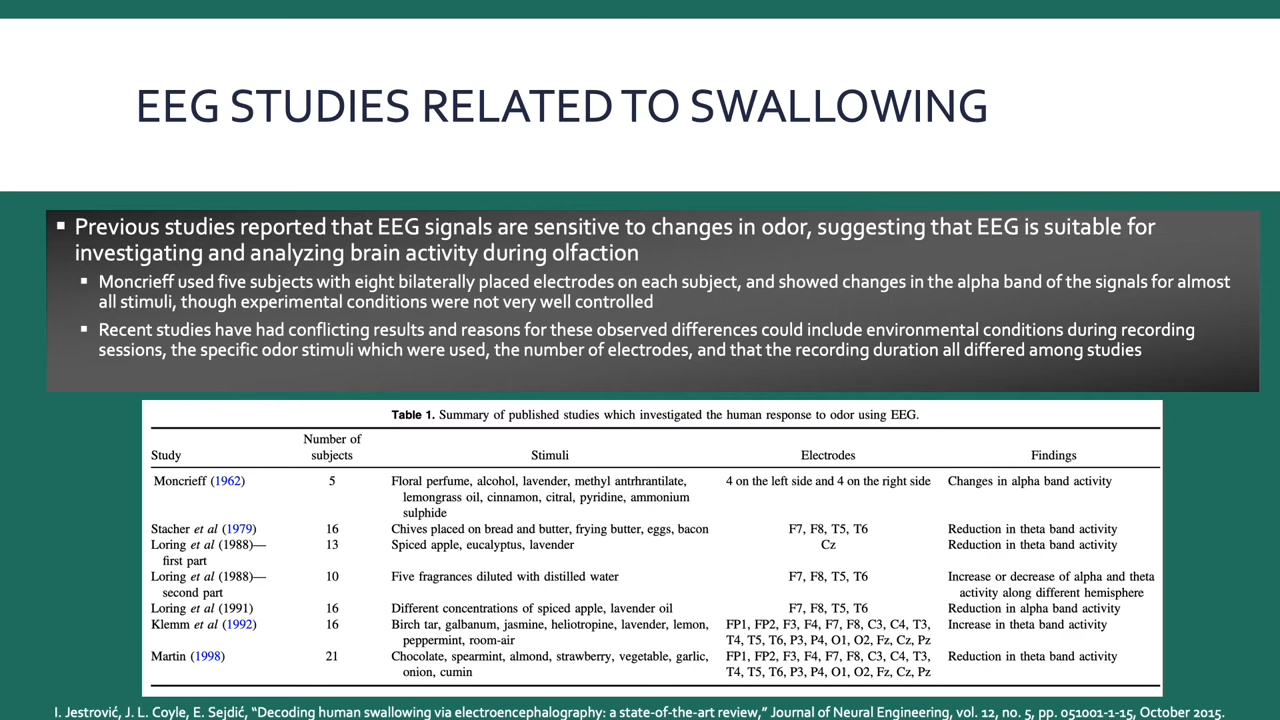 EEG STUDIES RELATED TO SWALLOWING
▪ Previous studies reported that EEG signals are sensitive to changes in odor, suggesting that EEG is suitable for
investigating and analyzing brain activity during olfaction
▪ Moncrieff used five subjects with eight bilaterally placed electrodes on each subject, and showed changes in the alpha band of the signals for almost
all stimuli, though experimental conditions were not very well controlled
▪ Recent studies have had conflicting results and reasons for these observed differences could include environmental conditions during recording
sessions, the specific odor stimuli which were used, the number of electrodes, and that the recording duration all differed among studies
Table 1. Summary of published studies which investigated the human response to odor using EEG.
Number of
Study subjects Stimuli Electrodes Findings
Moncrieff (1962) 5 Floral perfume, alcohol, lavender, methyl antrhrantilate, 4 on the left side and 4 on the right side Changes in alpha band activity
lemongrass oil, cinnamon, citral, pyridine, ammonium
sulphide
Stacher et al (1979) 16 Chives placed on bread and butter, frying butter, eggs, bacon F7, F8, T5, T6 Reduction in theta band activity
Loring et al (1988)— 13 Spiced apple, eucalyptus, lavender Cz Reduction in theta band activity
first part
Loring et al (1988)— 10 Five fragrances diluted with distilled water F7, F8, T5, T6 Increase or decrease of alpha and theta
second part activity along different hemisphere
Loring et al (1991) 16 Different concentrations of spiced apple, lavender oil F7, F8, T5, T6 Reduction in alpha band activity
Klemm et al (1992) 16 Birch tar, galbanum, jasmine, heliotropine, lavender, lemon, FP1, FP2, F3, F4, F7, F8, C3, C4, T3, Increase in theta band activity
peppermint, room-air T4, T5, T6, P3, P4, O1, O2, Fz, Cz, Pz
Martin (1998) 21 Chocolate, spearmint, almond, strawberry, vegetable, garlic, FP1, FP2, F3, F4, F7, F8, C3, C4, T3, Reduction in theta band activity
onion, cumin T4, T5, T6, P3, P4, O1, O2, Fz, Cz, Pz
I. Jestrović, J. L. Coyle, E. Sejdić, “Decoding human swallowing via electroencephalography: a state-of-the-art review,” Journal of Neural Engineering, vol. 12, no. 5, pp. 051001-1-15, October 2015.